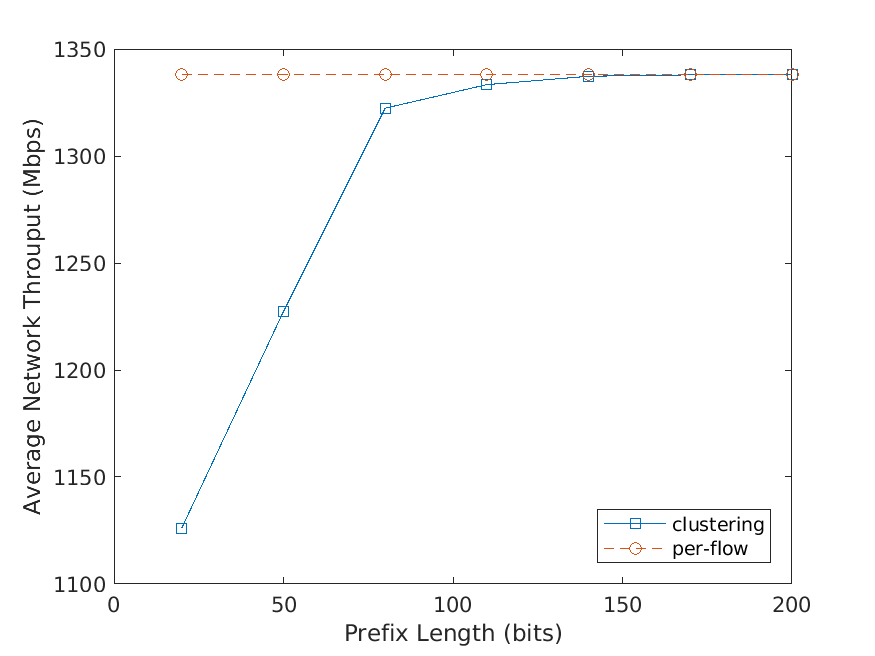 1350
1300
1250
1200
1150
1100
Average Network Throuput (Mbps)
clustering
per-flow
0
50
100
150
200
Prefix Length (bits)